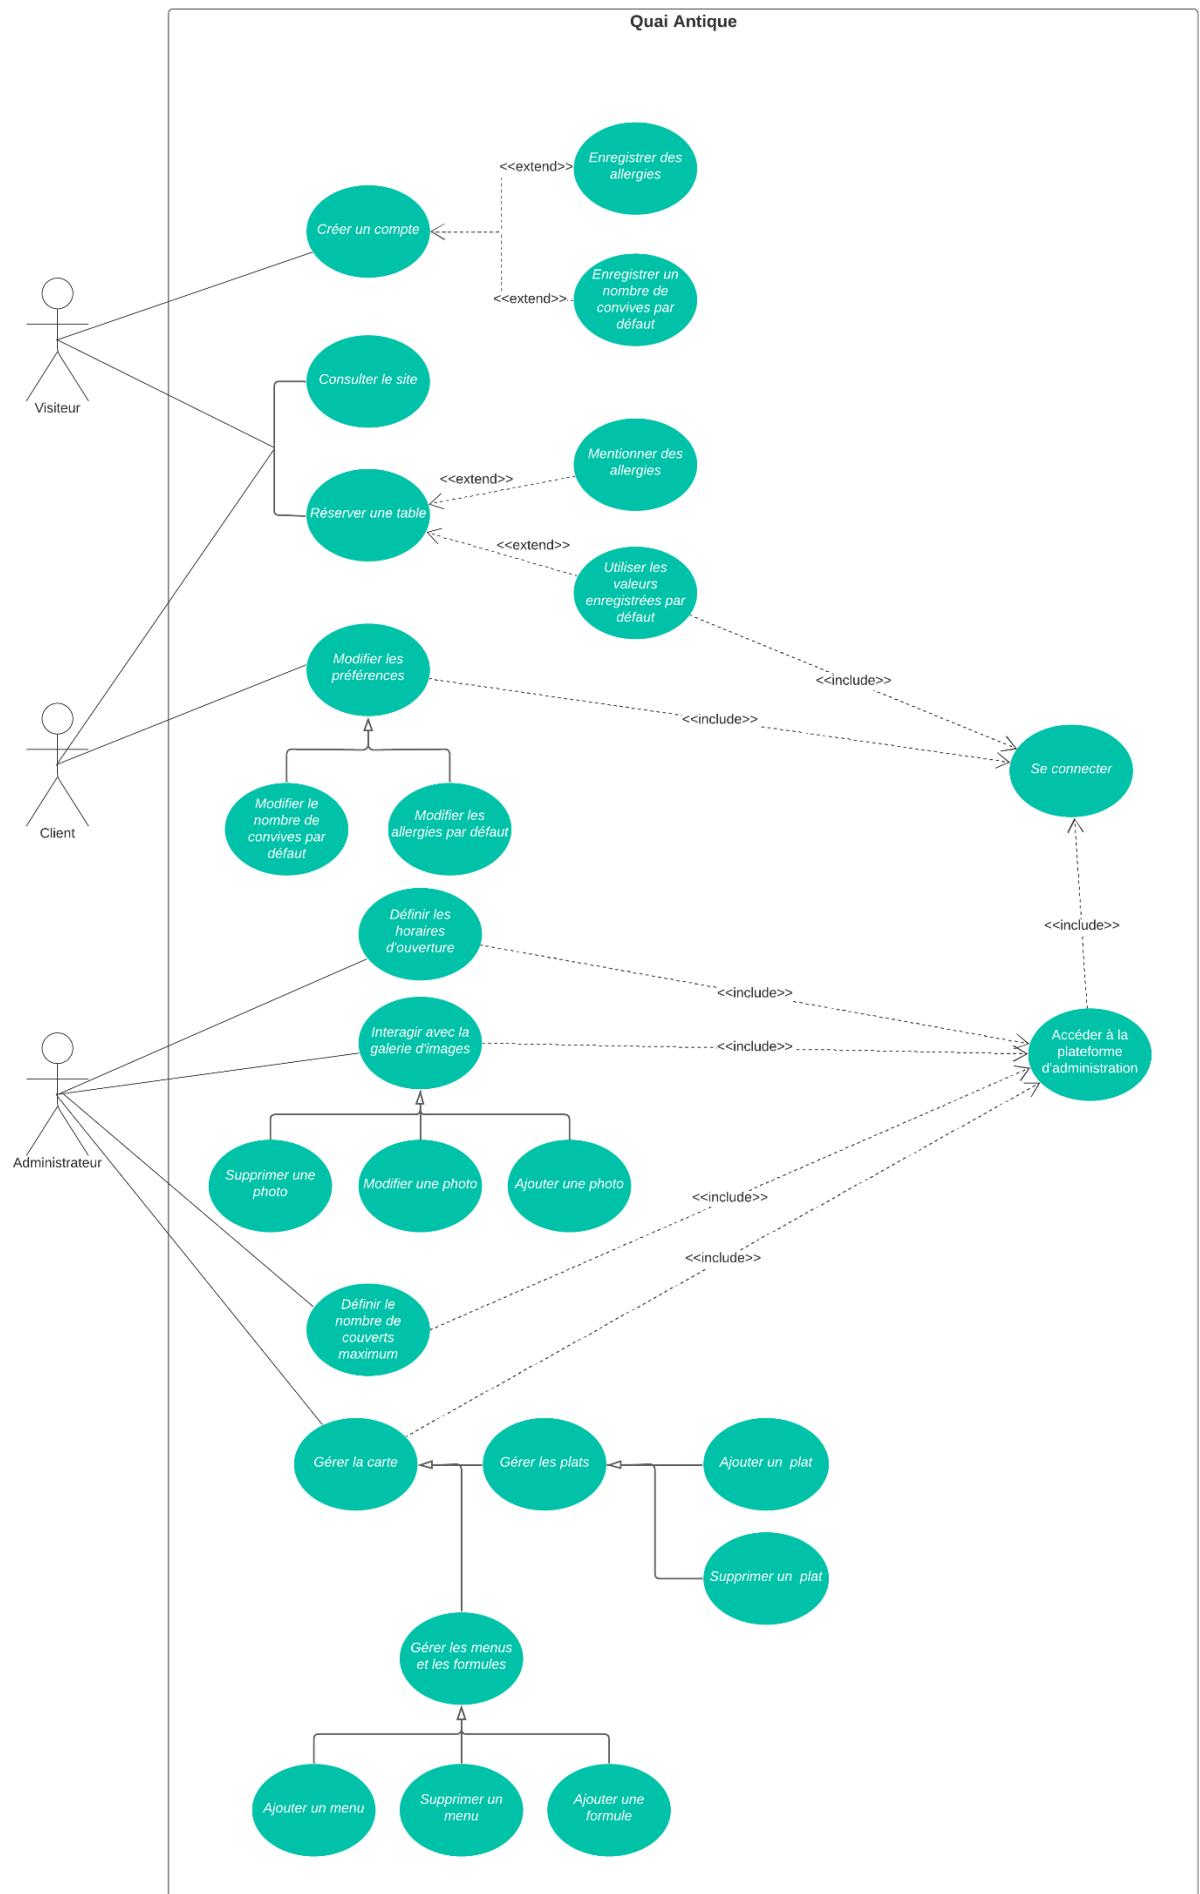 Quai Antique
Enregistrer des
allergies
<<extend>>
Créer un compte
Enregistrer un
nombre de
convives par
défaut
<<extend>>
Visiteur
Consulter le site
Mentionner des
allergies
<<extend>>
Réserver une table
<<extend>>
Utiliser les
valeurs
enregistrées par
défaut
Modifier les
préférences
<<include>>
<<include>>
Se connecter
Client
Modifier le
nombre de
convives par
défaut
Modifier les
allergies par défaut
Définir les
horaires
d'ouverture
<<include>>
<<include>>
Interagir avec la
galerie d'images
<<include>>
Accéder à la
plateforme
d'administration
Administrateur
Supprimer une
photo
Modifier une photo
Ajouter une photo
<<include>>
<<include>>
Définir le
nombre de
couverts
maximum
Gérer la carte
Gérer les plats
Ajouter un  plat
Supprimer un  plat
Gérer les menus
et les formules
Ajouter un menu
Supprimer un
menu
Ajouter une
formule